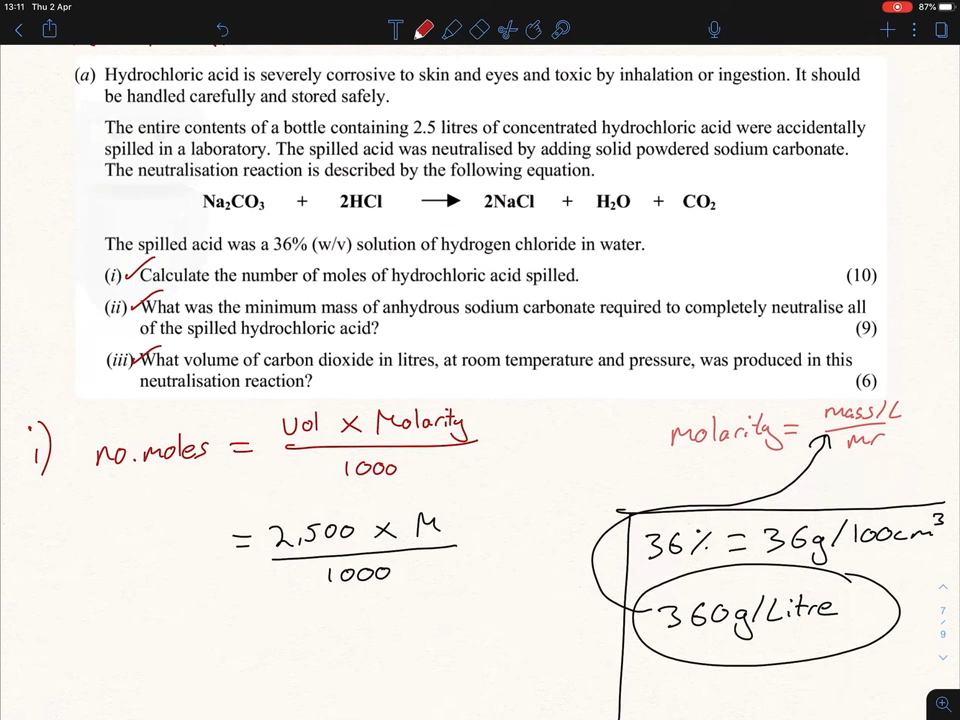 13:11 Thu 2 Apr
87%
T
(a) Hydrochloric acid is severely corrosive to skin and eyes and toxic by inhalation or ingestion. It should
be handled carefully and stored safely.
The entire contents of a bottle containing 2.5 litres of concentrated hydrochloric acid were accidentally
spilled in a laboratory. The spilled acid was neutralised by adding solid powdered sodium carbonate.
The neutralisation reaction is described by the following equation.
Na₂CO₃ + 2HCl ⟶ 2NaCl + H₂O + CO₂
The spilled acid was a 36% (w/v) solution of hydrogen chloride in water.
(i) Calculate the number of moles of hydrochloric acid spilled. (10)
(ii) What was the minimum mass of anhydrous sodium carbonate required to completely neutralise all
of the spilled hydrochloric acid? (9)
(iii) What volume of carbon dioxide in litres, at room temperature and pressure, was produced in this
neutralisation reaction? (6)
i) no. moles = vol x Molarity
1000
= 2,500 x M
1000
molarity = mass/L
mr
36% = 36g/100cm³
360g/Litre
7
/
9